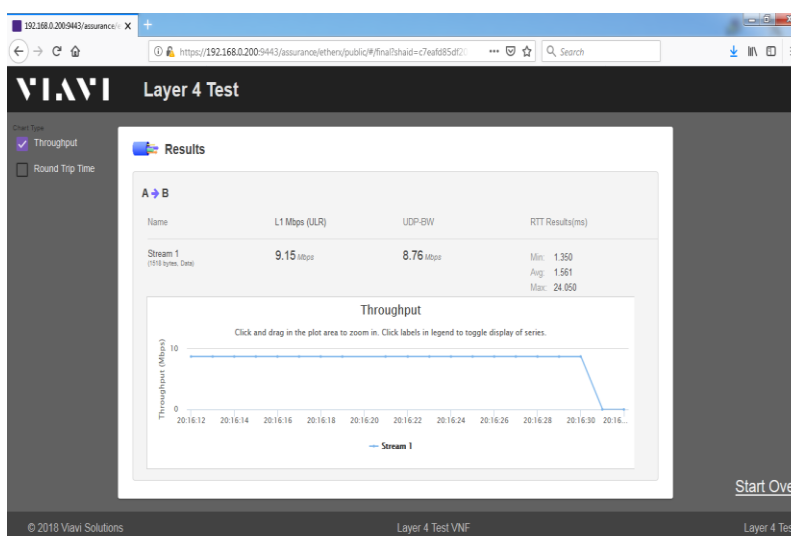 192.168.0.200:9443/assurance/e
https://192.168.0.200:9443/assurance/etherx/public/#/final?shaid=c7eafd85df2
Search
VIAVI Layer 4 Test
Chart Type
Throughput
Round Trip Time
Results
A → B
Name L1 Mbps (ULR) UDP-BW RTT Results(ms)
Stream 1 9.15 Mbps 8.76 Mbps Min: 1.350
(1518 bytes, Data) Avg: 1.561
Max: 24.050
Throughput
Click and drag in the plot area to zoom in. Click labels in legend to toggle display of series.
Throughput (Mbps)
10
0
20:16:12 20:16:14 20:16:16 20:16:18 20:16:20 20:16:22 20:16:24 20:16:26 20:16:28 20:16:30 20:16...
Stream 1
Start Ove
© 2018 Viavi Solutions Layer 4 Test VNF Layer 4 Tes